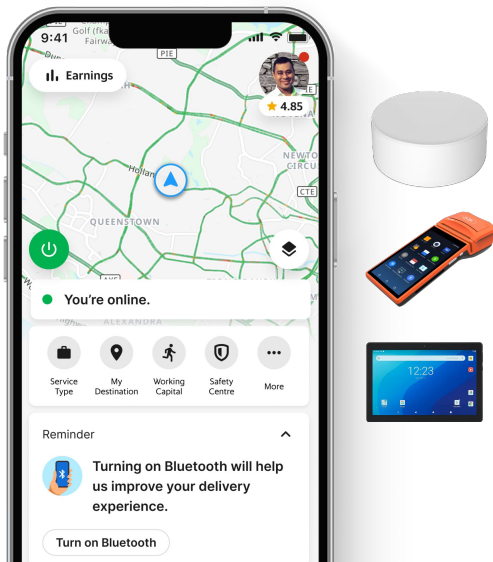 9:41
Golf (fka
Fairwa
PIE
Earnings
4.85
NEWTO
CIRCU
Hollan
CTE
QUEENSTOWN
You're online.
ALEXANDRA
Service
Type
My
Destination
Working
Capital
Safety
Centre
More
Reminder
Turning on Bluetooth will help
us improve your delivery
experience.
Turn on Bluetooth
12:23